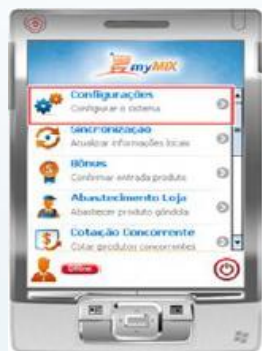 myMIX
Configurações
Configurar o sistema
Sincronização
Atualizar informações locais
Bônus
Confirmar entrada produto
Abastecimento Loja
Abastecer produto gôndola
Cotação Concorrente
Cotar produtos concorrentes
Offline